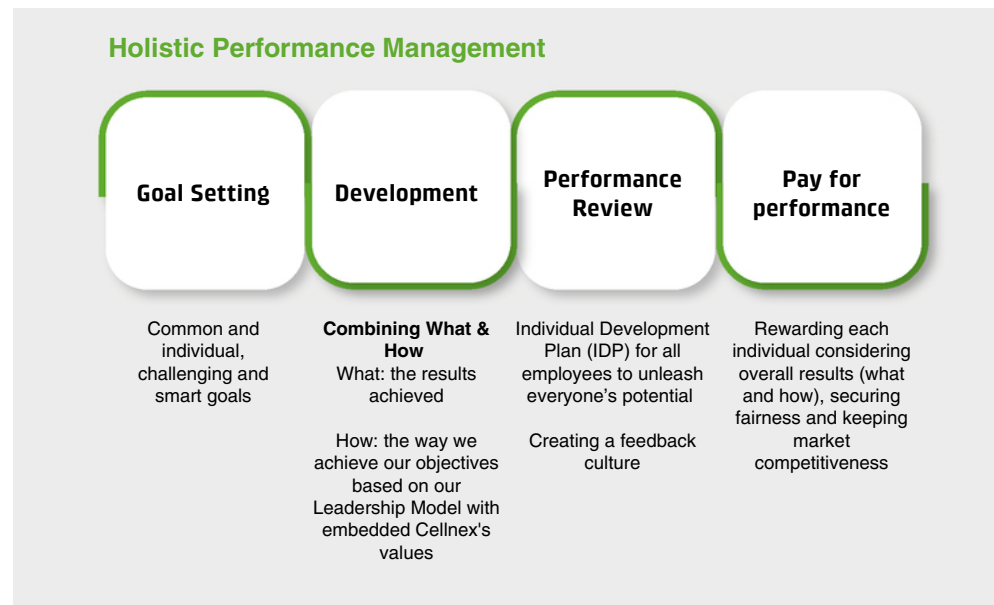 Holistic Performance Management
Goal Setting
Development
Performance
Review
Pay for
performance
Common and
individual,
challenging and
smart goals
Combining What &
How
What: the results
achieved
How: the way we
achieve our objectives
based on our
Leadership Model with
embedded Cellnex's
values
Individual Development
Plan (IDP) for all
employees to unleash
everyone’s potential
Creating a feedback
culture
Rewarding each
individual considering
overall results (what
and how), securing
fairness and keeping
market
competitiveness